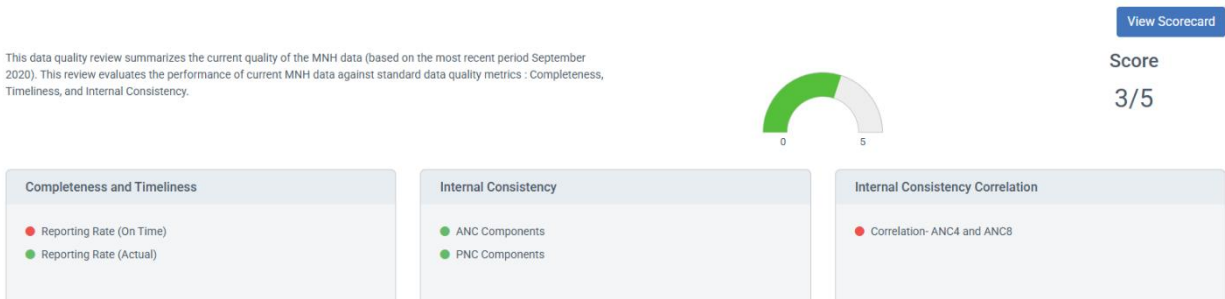 View Scorecard
This data quality review summarizes the current quality of the MNH data (based on the most recent period September
2020). This review evaluates the performance of current MNH data against standard data quality metrics : Completeness,
Timeliness, and Internal Consistency.
Score
3/5
0 5
Completeness and Timeliness
Reporting Rate (On Time)
Reporting Rate (Actual)
Internal Consistency
ANC Components
PNC Components
Internal Consistency Correlation
Correlation- ANC4 and ANC8